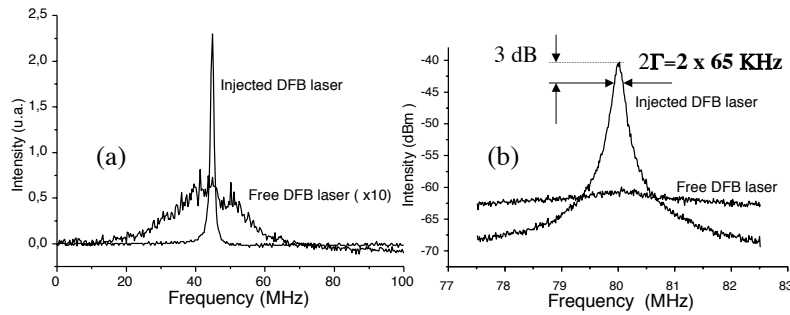 2,5
2,0
1,5
1,0
0,5
0,0
Intensity (u.a.)
Injected DFB laser
(a)
Free DFB laser ( x10)
0 20 40 60 80 100
Frequency (MHz)
-40
-45
-50
-55
-60
-65
-70
Intensity (dBm)
3 dB
2Γ=2 x 65 KHz
Injected DFB laser
(b)
Free DFB laser
77 78 79 80 81 82 83
Frequency (MHz)